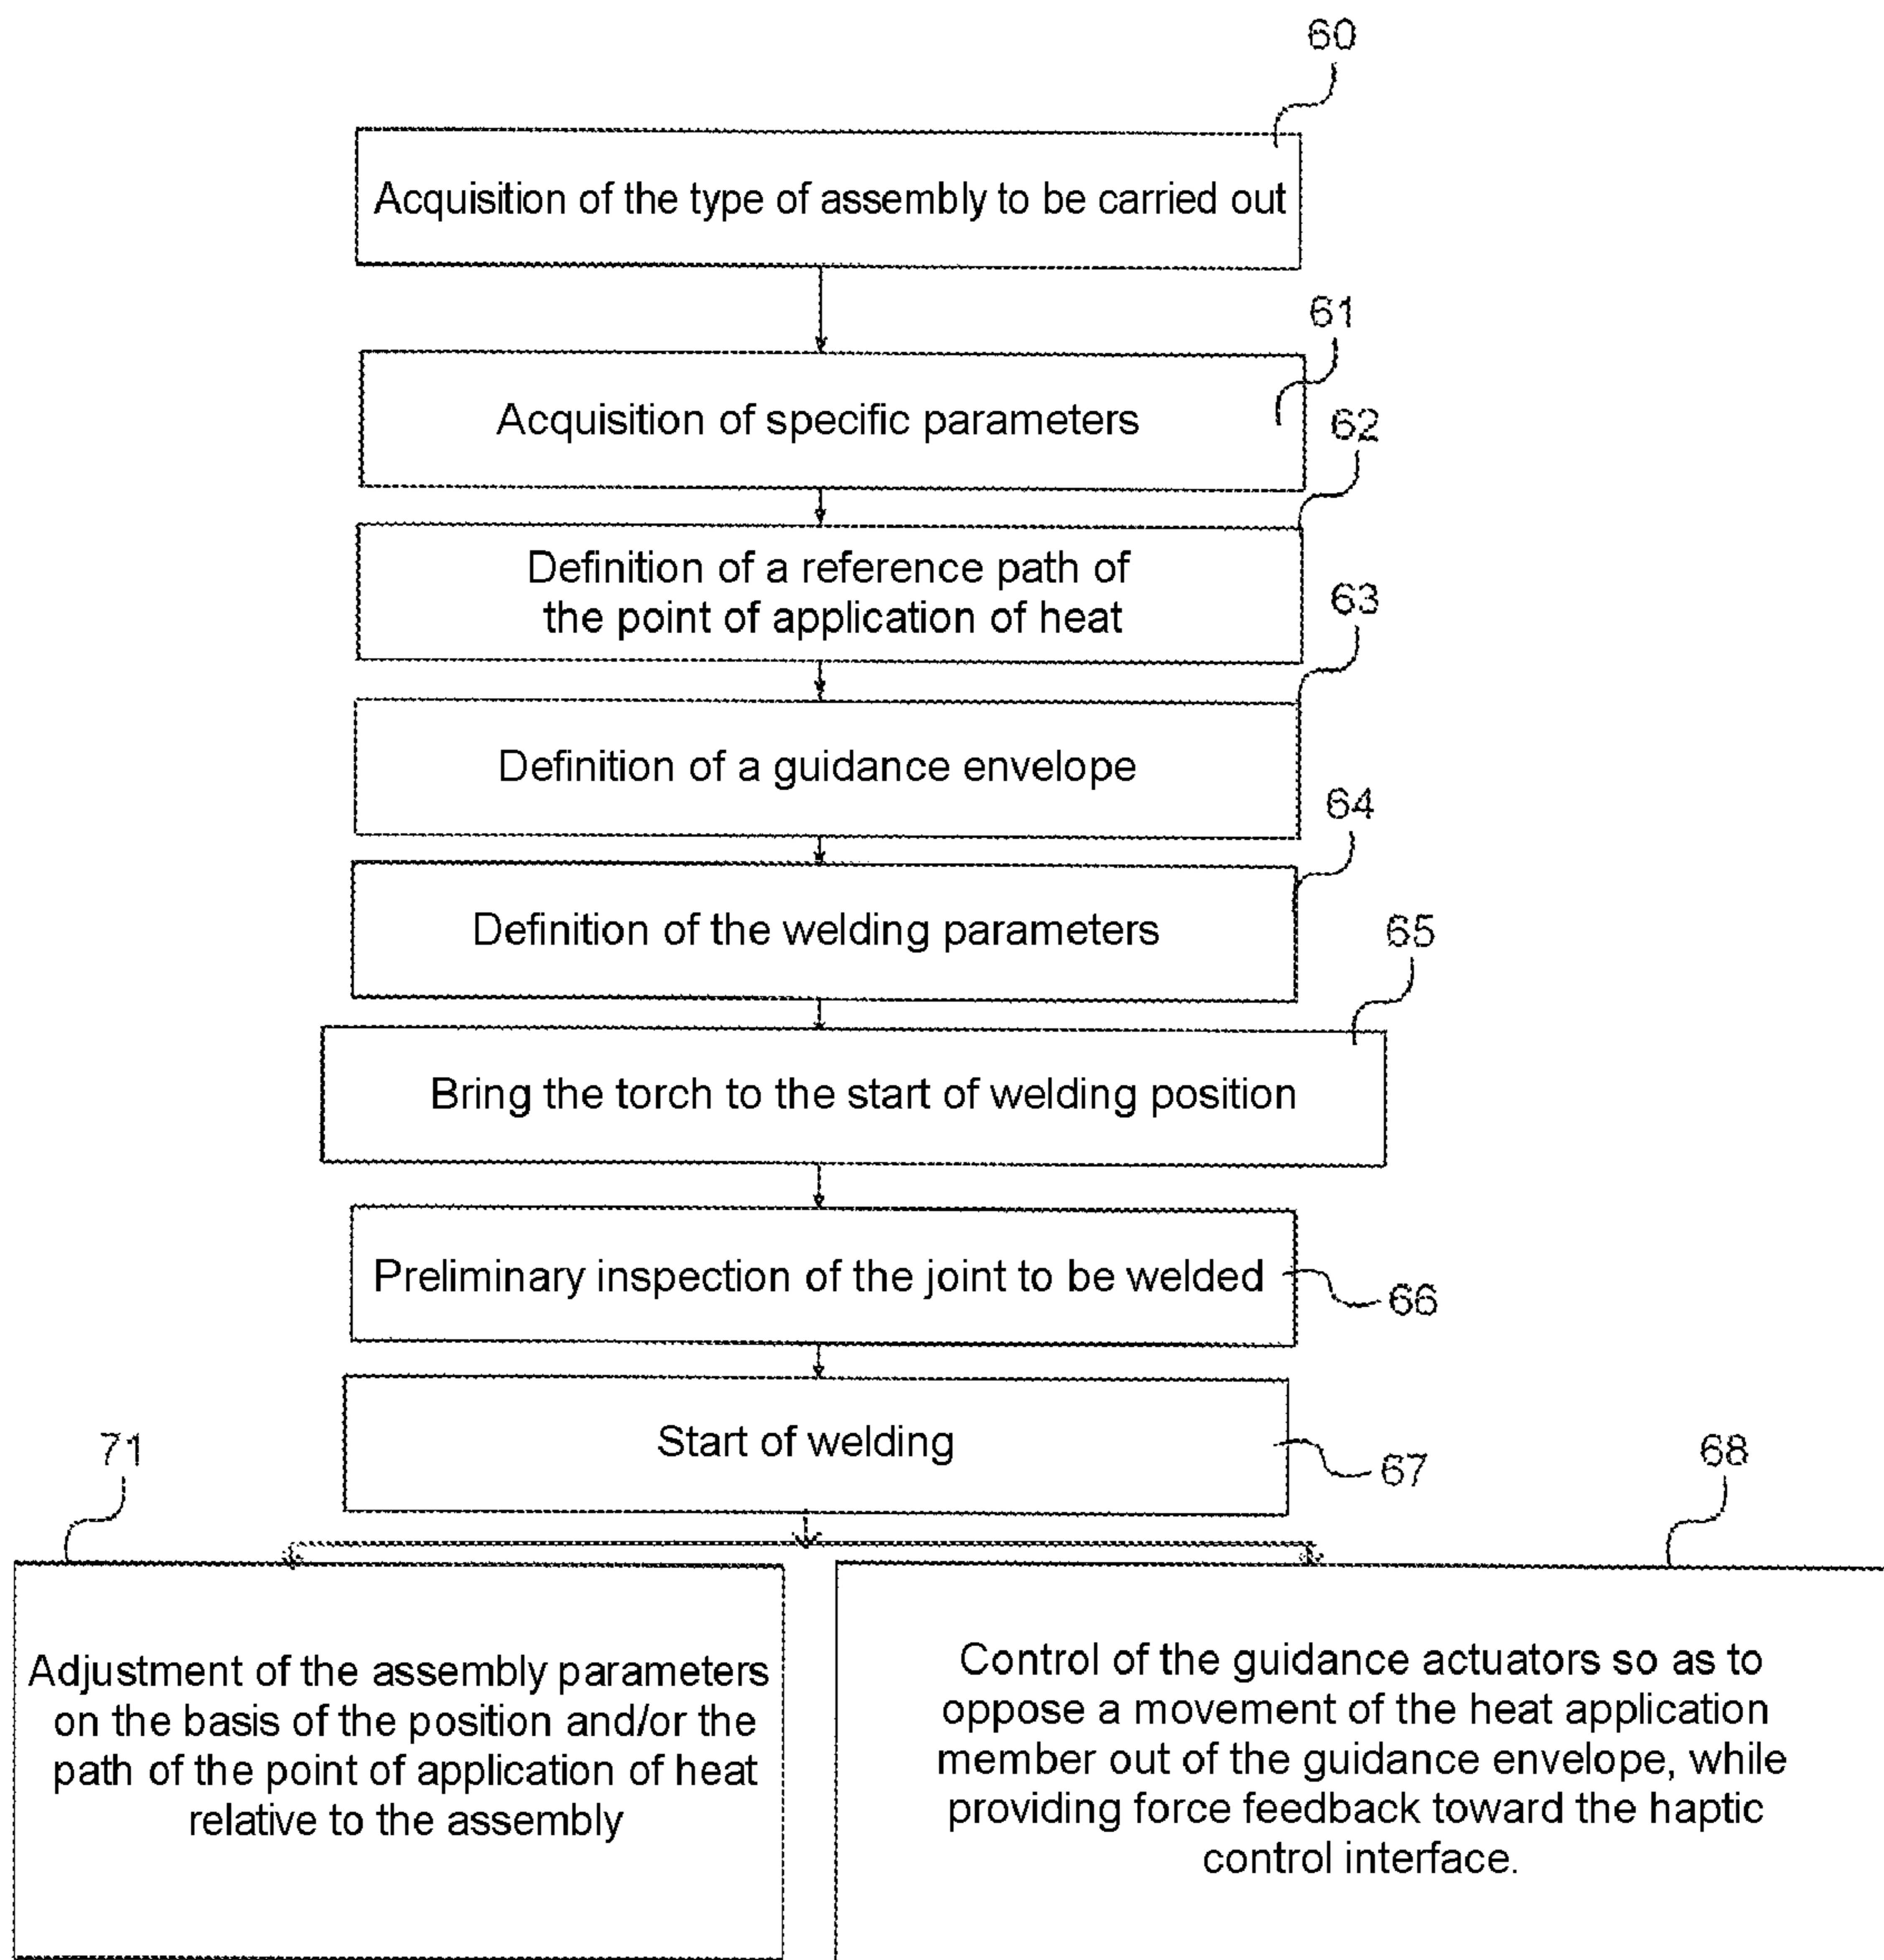 60
Acquisition of the type of assembly to be carried out
61
Acquisition of specific parameters
62
Definition of a reference path of
the point of application of heat
63
Definition of a guidance envelope
64
Definition of the welding parameters
65
Bring the torch to the start of welding position
Preliminary inspection of the joint to be welded
66
Start of welding
67
71
Adjustment of the assembly parameters
on the basis of the position and/or the
path of the point of application of heat
relative to the assembly
68
Control of the guidance actuators so as to
oppose a movement of the heat application
member out of the guidance envelope, while
providing force feedback toward the haptic
control interface.